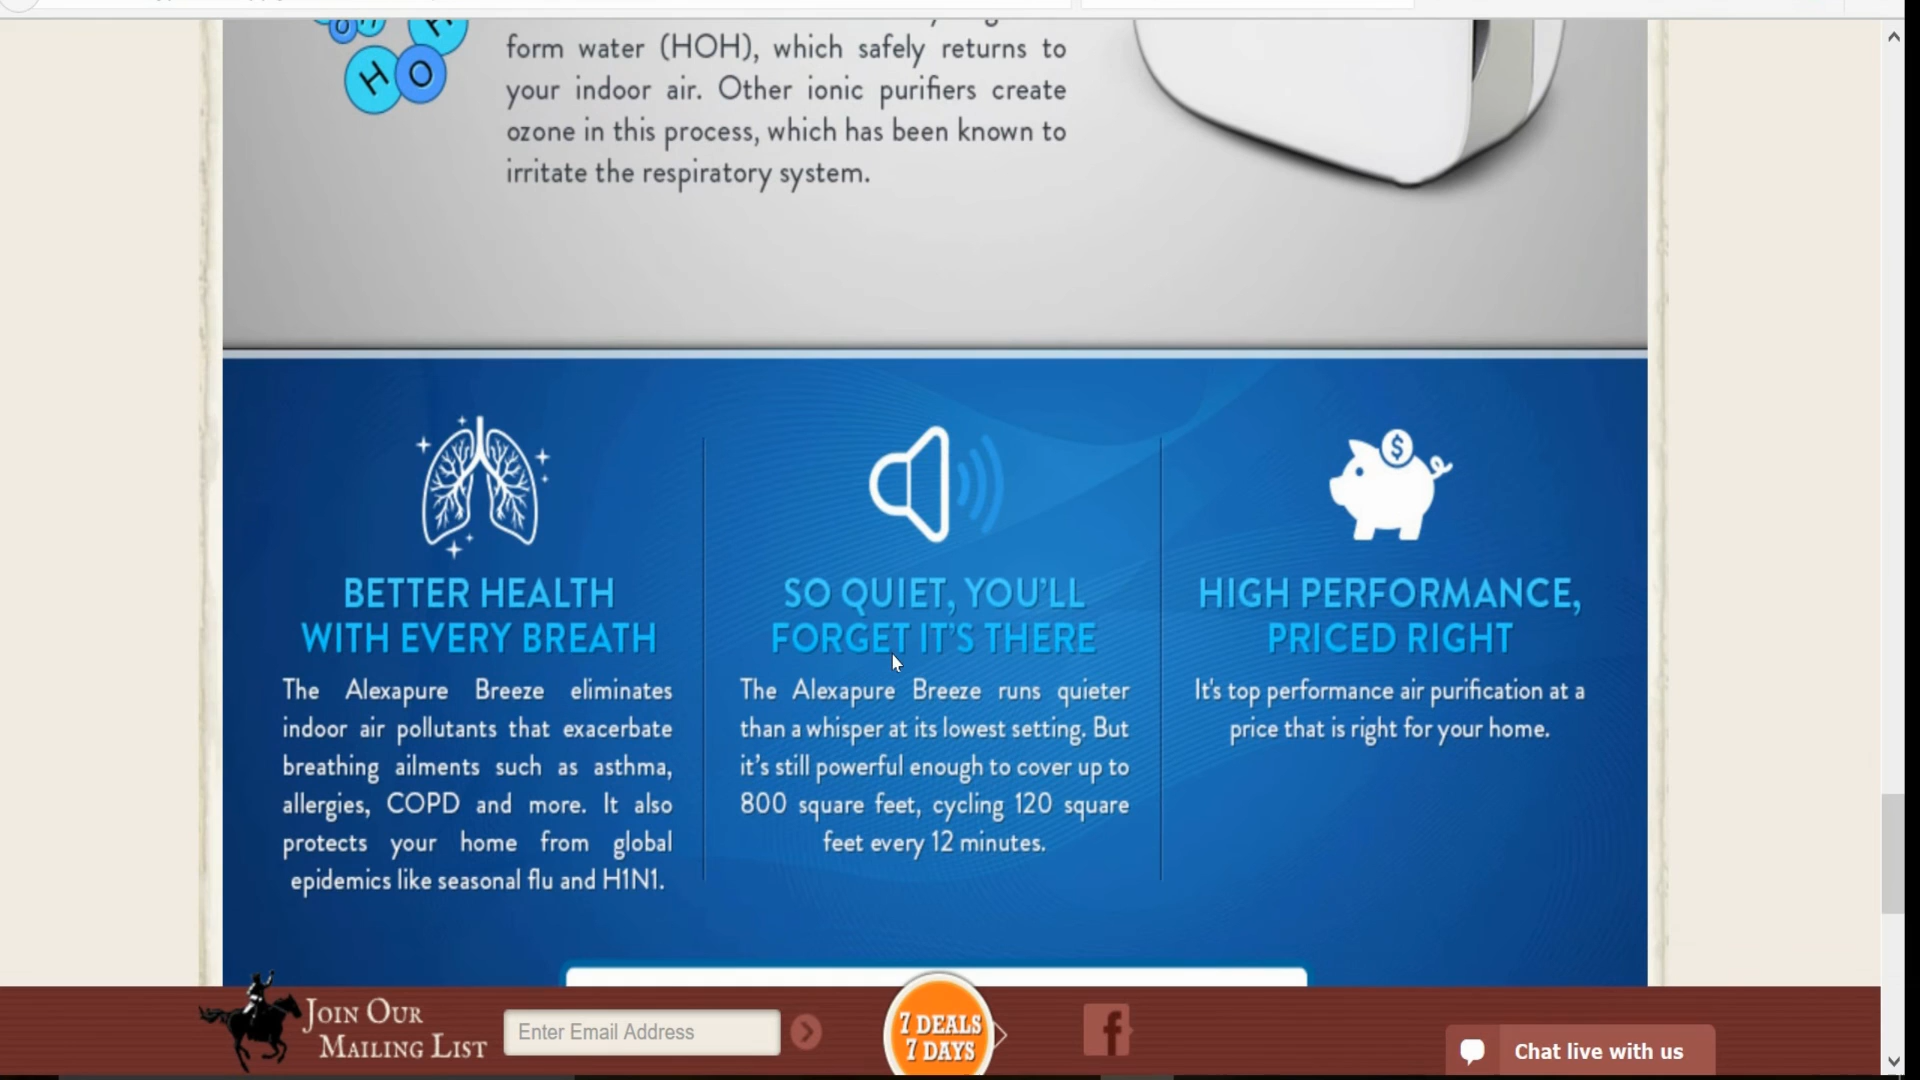 H
O
H
form water (HOH), which safely returns to
your indoor air. Other ionic purifiers create
ozone in this process, which has been known to
irritate the respiratory system.
H O
$
BETTER HEALTH
WITH EVERY BREATH
The Alexapure Breeze eliminates
indoor air pollutants that exacerbate
breathing ailments such as asthma,
allergies, COPD and more. It also
protects your home from global
epidemics like seasonal flu and H1N1.
SO QUIET, YOU'LL
FORGET IT'S THERE
The Alexapure Breeze runs quieter
than a whisper at its lowest setting. But
it's still powerful enough to cover up to
800 square feet, cycling 120 square
feet every 12 minutes.
HIGH PERFORMANCE,
PRICED RIGHT
It's top performance air purification at a
price that is right for your home.
JOIN OUR
MAILING LIST
Enter Email Address
7 DEALS
7 DAYS
f
Chat live with us